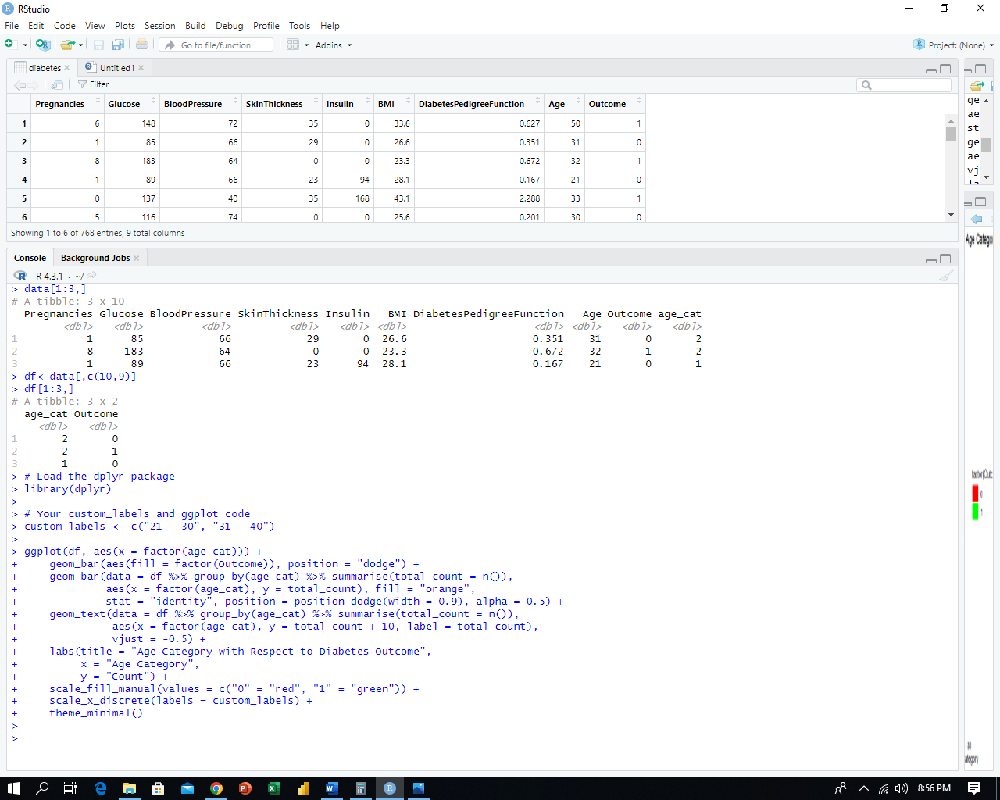 RStudio
File Edit Code View Plots Session Build Debug Profile Tools Help
Go to file/function Addins Project: (None)
diabetes Untitled1
Filter
Pregnancies Glucose BloodPressure SkinThickness Insulin BMI DiabetesPedigreeFunction Age Outcome
1 6 148 72 35 0 33.6 0.627 50 1
2 1 85 66 29 0 26.6 0.351 31 0
3 8 183 64 0 0 23.3 0.672 32 1
4 1 89 66 23 94 28.1 0.167 21 0
5 0 137 40 35 168 43.1 2.288 33 1
6 5 116 74 0 0 25.6 0.201 30 0
Showing 1 to 6 of 768 entries, 9 total columns
Console Background Jobs
R 4.3.1 · ~/
> data[1:3,]
# A tibble: 3 x 10
Pregnancies Glucose BloodPressure SkinThickness Insulin BMI DiabetesPedigreeFunction Age Outcome age_cat
<dbl> <dbl> <dbl> <dbl> <dbl> <dbl> <dbl> <dbl> <dbl> <dbl>
1 1 85 66 29 0 26.6 0.351 31 0 2
2 8 183 64 0 0 23.3 0.672 32 1 2
3 1 89 66 23 94 28.1 0.167 21 0 1
> df<-data[,c(10,9)]
> df[1:3,]
# A tibble: 3 x 2
age_cat Outcome
<dbl> <dbl>
1 2 0
2 2 1
3 1 0
> # Load the dplyr package
> library(dplyr)
>
> # Your custom_labels and ggplot code
> custom_labels <- c("21 - 30", "31 - 40")
>
> ggplot(df, aes(x = factor(age_cat))) +
+ geom_bar(aes(fill = factor(Outcome)), position = "dodge") +
+ geom_bar(data = df %>% group_by(age_cat) %>% summarise(total_count = n()),
+ aes(x = factor(age_cat), y = total_count), fill = "orange",
+ stat = "identity", position = position_dodge(width = 0.9), alpha = 0.5) +
+ geom_text(data = df %>% group_by(age_cat) %>% summarise(total_count = n()),
+ aes(x = factor(age_cat), y = total_count + 10, label = total_count),
+ vjust = -0.5) +
+ labs(title = "Age Category with Respect to Diabetes Outcome",
+ x = "Age Category",
+ y = "Count") +
+ scale_fill_manual(values = c("0" = "red", "1" = "green")) +
+ scale_x_discrete(labels = custom_labels) +
+ theme_minimal()
>
>
ge
ae
st
ge
ae
vj
Age Catego
factor(Outc
0
1
ategory
8:56 PM